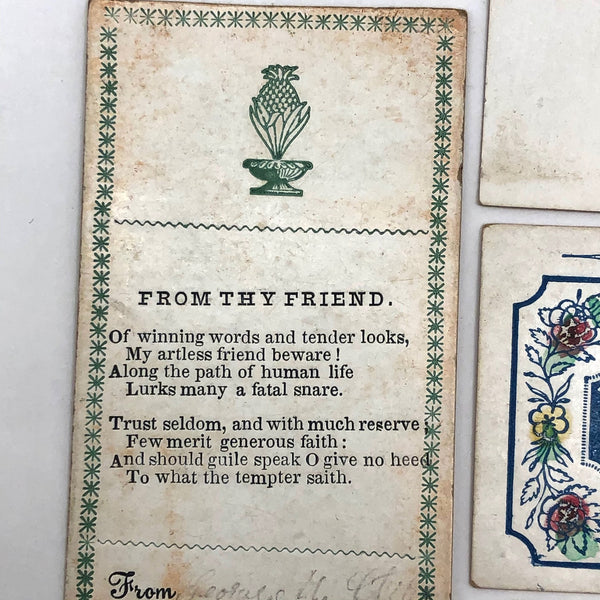 FROM THY FRIEND.
Of winning words and tender looks,
My artless friend beware!
Along the path of human life
Lurks many a fatal snare.
Trust seldom, and with much reserve;
Few merit generous faith:
And should guile speak O give no heed
To what the tempter saith.
From George H.